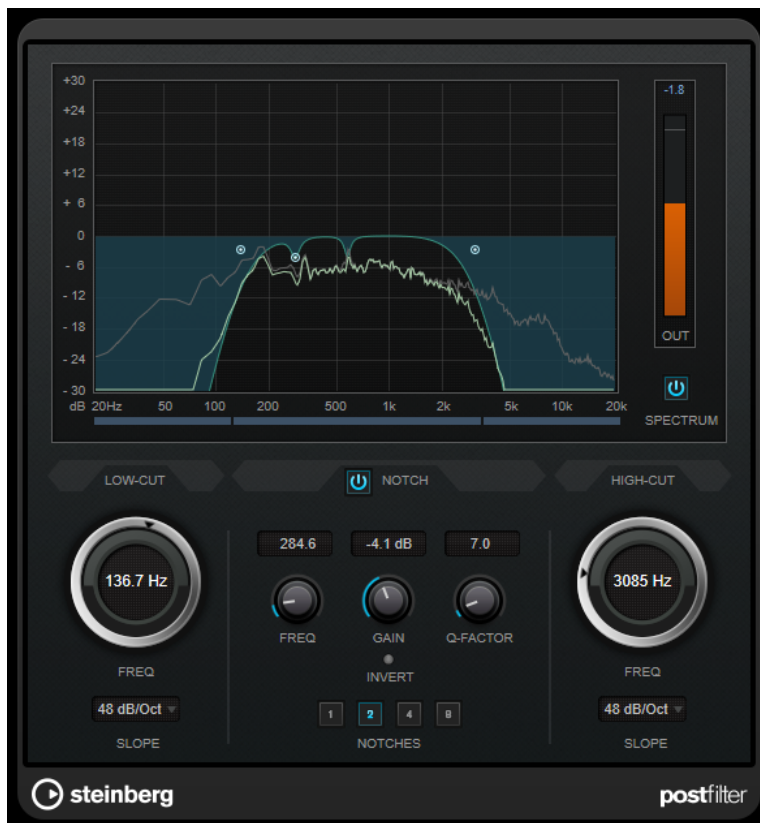 +30
-1.8
+24
+18
+12
+ 6
0
- 6
- 12
- 18
- 24
OUT
- 30
dB 20Hz 50 100 200 500 1k 2k 5k 10k 20k
SPECTRUM
LOW-CUT NOTCH HIGH-CUT
284.6 -4.1 dB 7.0
136.7 Hz 3085 Hz
FREQ GAIN Q-FACTOR
FREQ INVERT FREQ
48 dB/Oct 1 2 4 8 48 dB/Oct
SLOPE NOTCHES SLOPE
steinberg postfilter